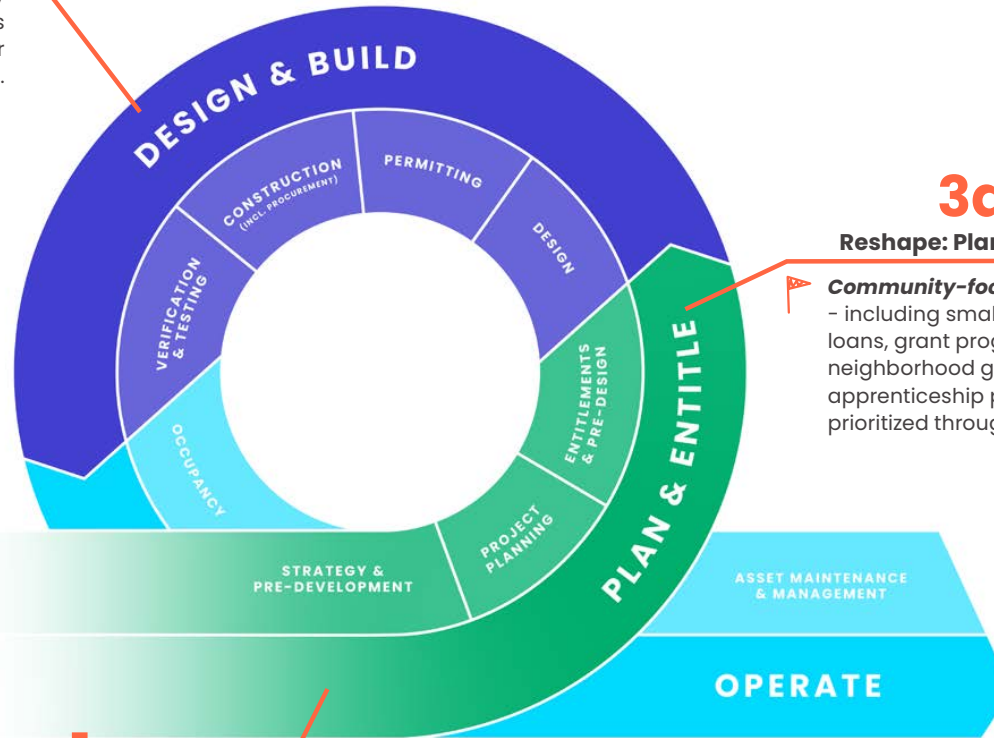 s
r
.
DESIGN & BUILD
CONSTRUCTION
(INCL. PROCUREMENT)
PERMITTING
DESIGN
VERIFICATION
& TESTING
OCCUPANCY
ENTITLEMENTS
& PRE-DESIGN
PLAN & ENTITLE
PROJECT
PLANNING
STRATEGY &
PRE-DEVELOPMENT
ASSET MAINTENANCE
& MANAGEMENT
OPERATE
Reshape: Plan
Community-foc
- including smal
loans, grant prog
neighborhood g
apprenticeship p
prioritized throug